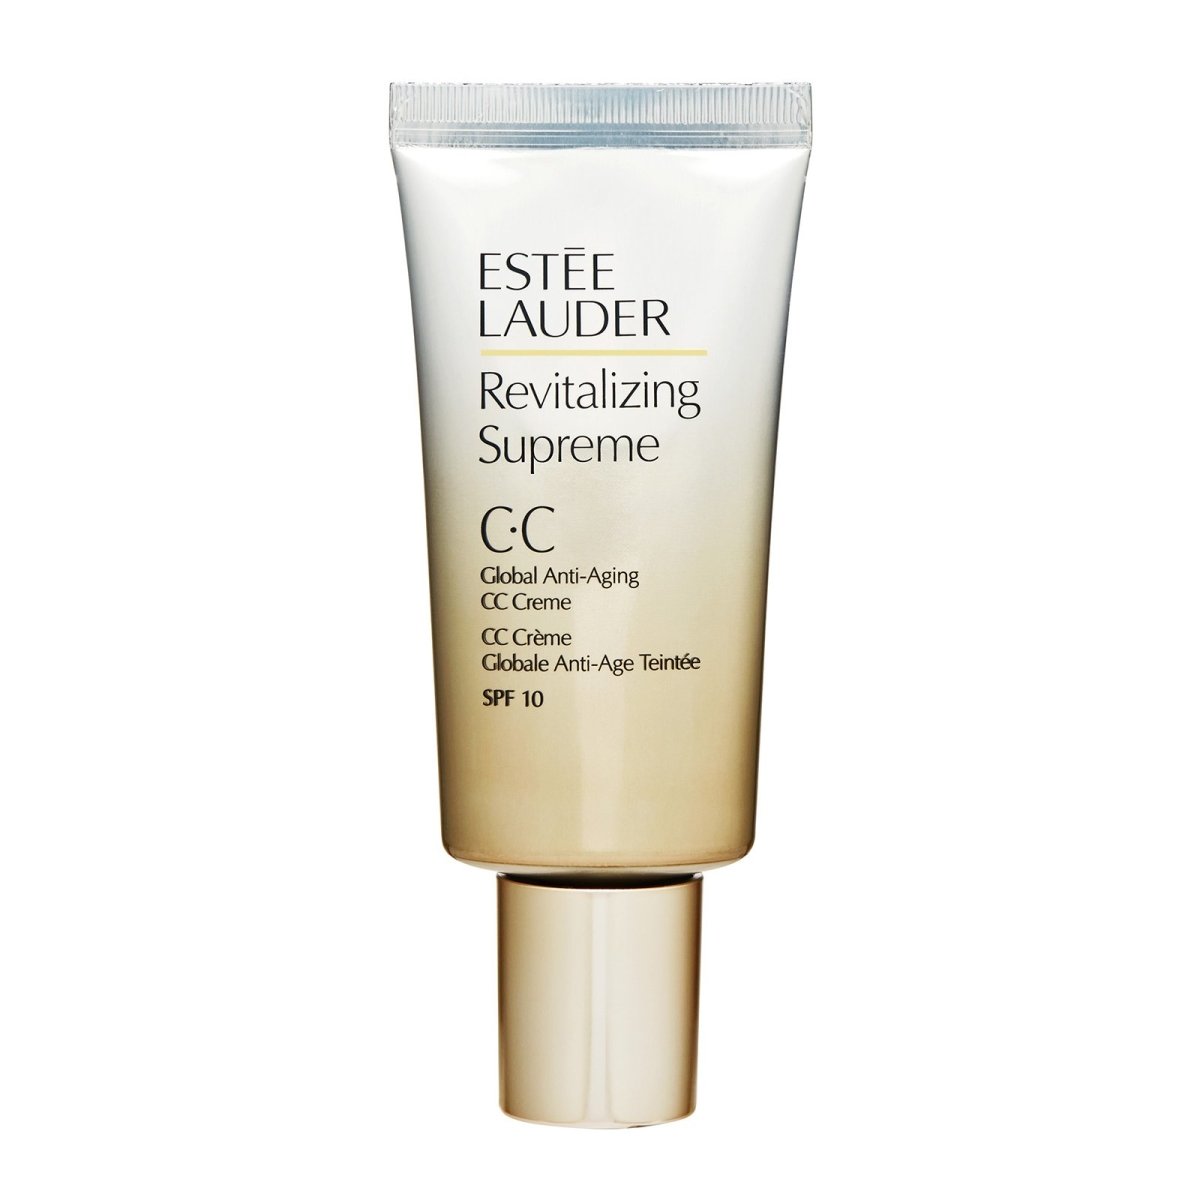 ESTĒE
LAUDER
Revitalizing
Supreme
C·C
Global Anti-Aging
CC Creme
CC Crème
Globale Anti-Age Teintée
SPF 10